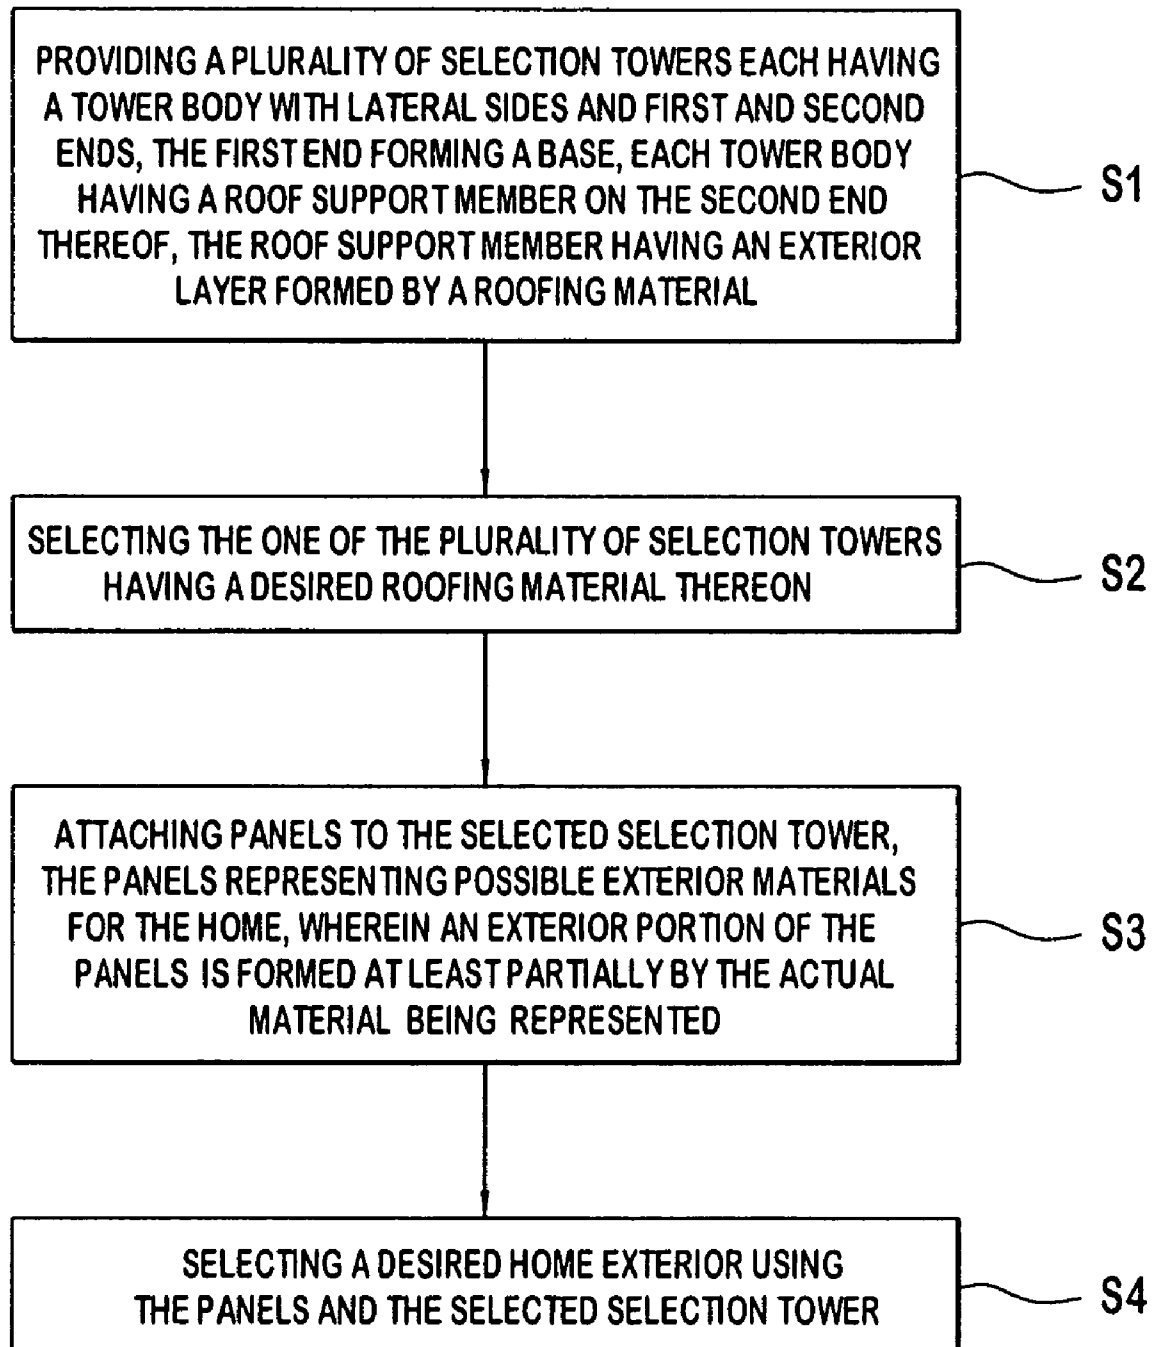 PROVIDING A PLURALITY OF SELECTION TOWERS EACH HAVING
A TOWER BODY WITH LATERAL SIDES AND FIRST AND SECOND
ENDS, THE FIRST END FORMING A BASE, EACH TOWER BODY
HAVING A ROOF SUPPORT MEMBER ON THE SECOND END
THEREOF, THE ROOF SUPPORT MEMBER HAVING AN EXTERIOR
LAYER FORMED BY A ROOFING MATERIAL
S1
SELECTING THE ONE OF THE PLURALITY OF SELECTION TOWERS
HAVING A DESIRED ROOFING MATERIAL THEREON
S2
ATTACHING PANELS TO THE SELECTED SELECTION TOWER,
THE PANELS REPRESENTING POSSIBLE EXTERIOR MATERIALS
FOR THE HOME, WHEREIN AN EXTERIOR PORTION OF THE
PANELS IS FORMED AT LEAST PARTIALLY BY THE ACTUAL
MATERIAL BEING REPRESENTED
S3
SELECTING A DESIRED HOME EXTERIOR USING
THE PANELS AND THE SELECTED SELECTION TOWER
S4